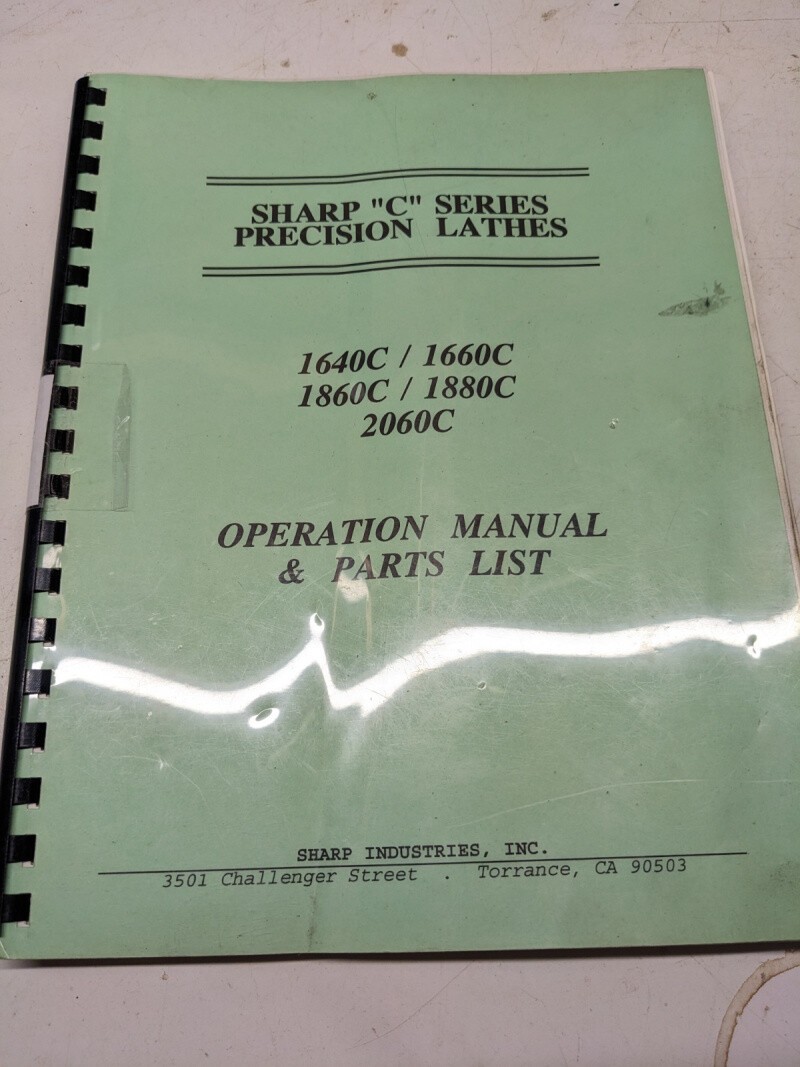 SHARP "C" SERIES
PRECISION LATHES
1640C / 1660C
1860C / 1880C
2060C
OPERATION MANUAL
& PARTS LIST
SHARP INDUSTRIES, INC.
3501 Challenger Street . Torrance, CA 90503